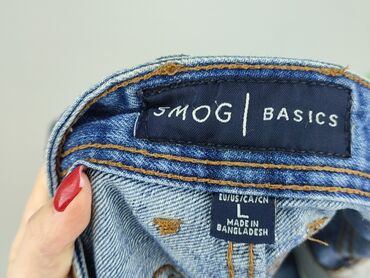 SMOG | BASICS
EU/US/CA/CN
L
MADE IN
BANGLADESH